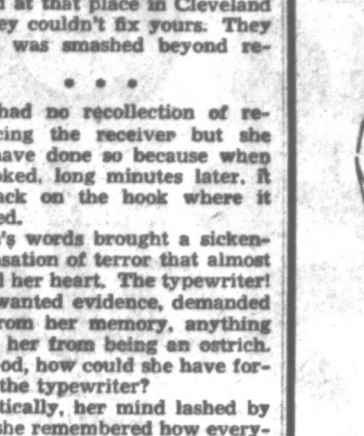 at that place in Cleveland
ey couldn't fix yours. They
was smashed beyond re-
• • •
had no recollection of re-
cing the receiver but she
have done so because when
oked, long minutes later, it
ack on the hook where it
ed.
's words brought a sicken-
sation of terror that almost
her heart. The typewriter!
wanted evidence, demanded
rom her memory, anything
her from being an ostrich.
od, how could she have for-
the typewriter?
tically, her mind lashed by
she remembered how every-